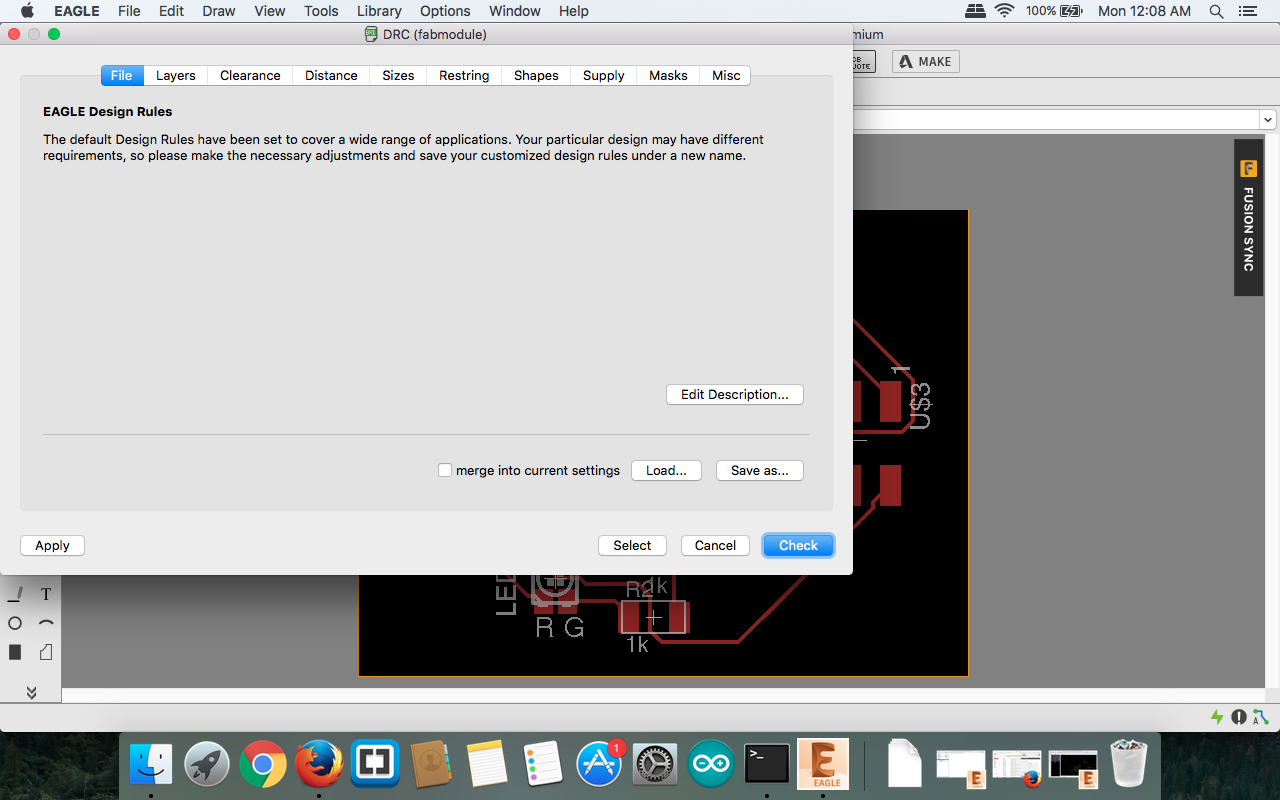 EAGLE File Edit Draw View Tools Library Options Window Help 100% Mon 12:08 AM
DRC (fabmodule)
mium
MAKE
File Layers Clearance Distance Sizes Restring Shapes Supply Masks Misc
EAGLE Design Rules
The default Design Rules have been set to cover a wide range of applications. Your particular design may have different
requirements, so please make the necessary adjustments and save your customized design rules under a new name.
F FUSION SYNC
1
U$3
Edit Description...
merge into current settings Load... Save as...
Apply Select Cancel Check
T
LE
R2
1k
R G
1k
A
1
>_
E
EAGLE
E
E